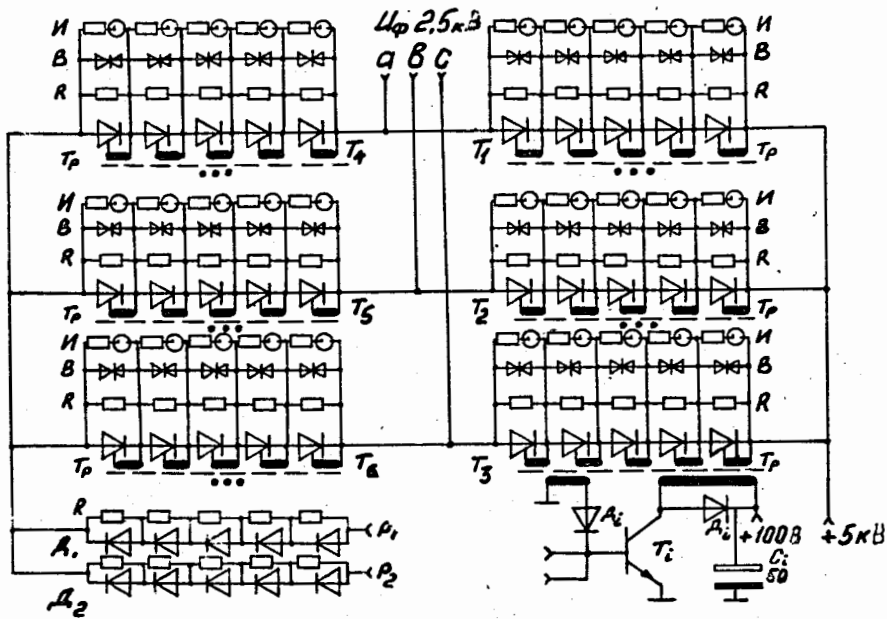 Uф 2,5кВ
а В С
И
В
R
Тр
Т4
Т1
Тр
И
В
R
И
В
R
Тр
Т5
Т2
Тр
И
В
R
И
В
R
Тр
Т6
Т3
Тр
И
В
R
R
Д1
Р1
Д2
Р2
Дi
Тi
Дi
+100В
Ci
50
+5кВ